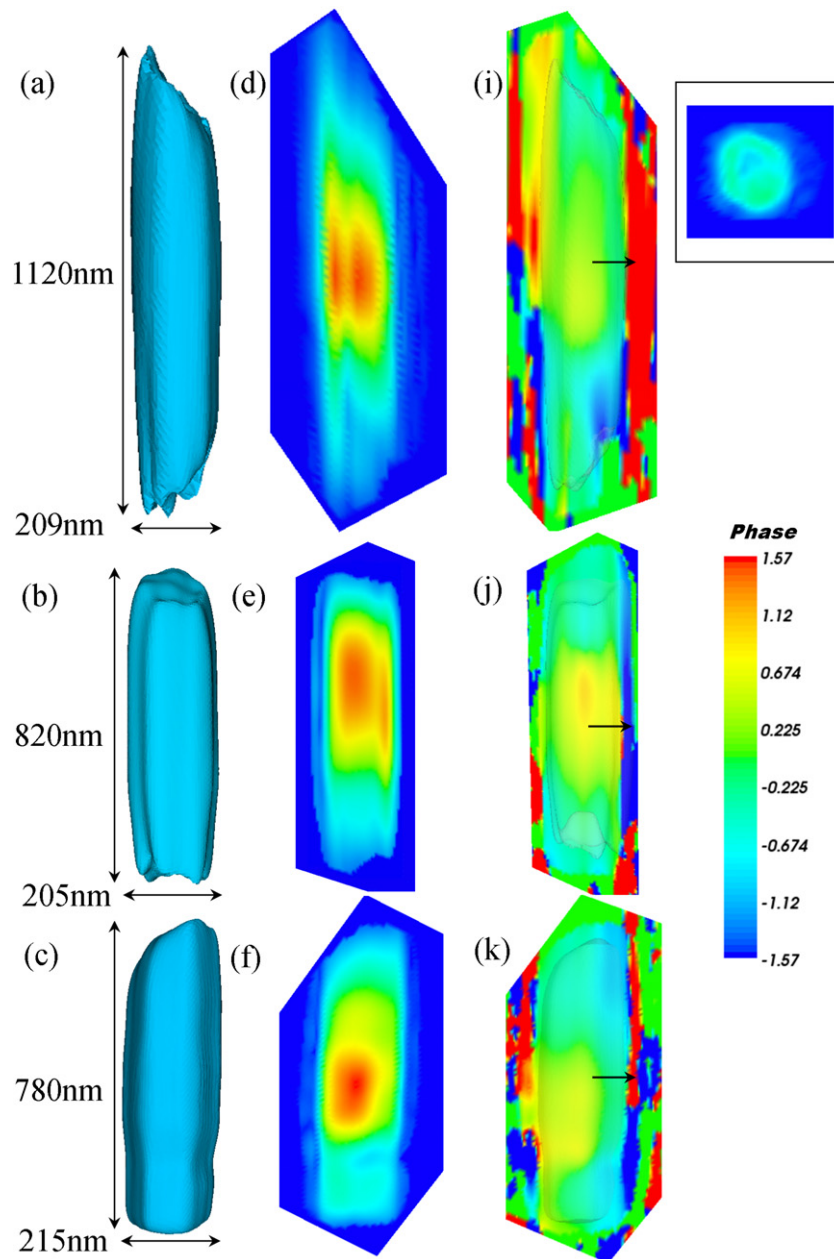 (a)
(d)
(i)
1120nm
209nm
(b)
(e)
(j)
820nm
205nm
(c)
(f)
(k)
780nm
215nm
Phase
1.57
1.12
0.674
0.225
-0.225
-0.674
-1.12
-1.57